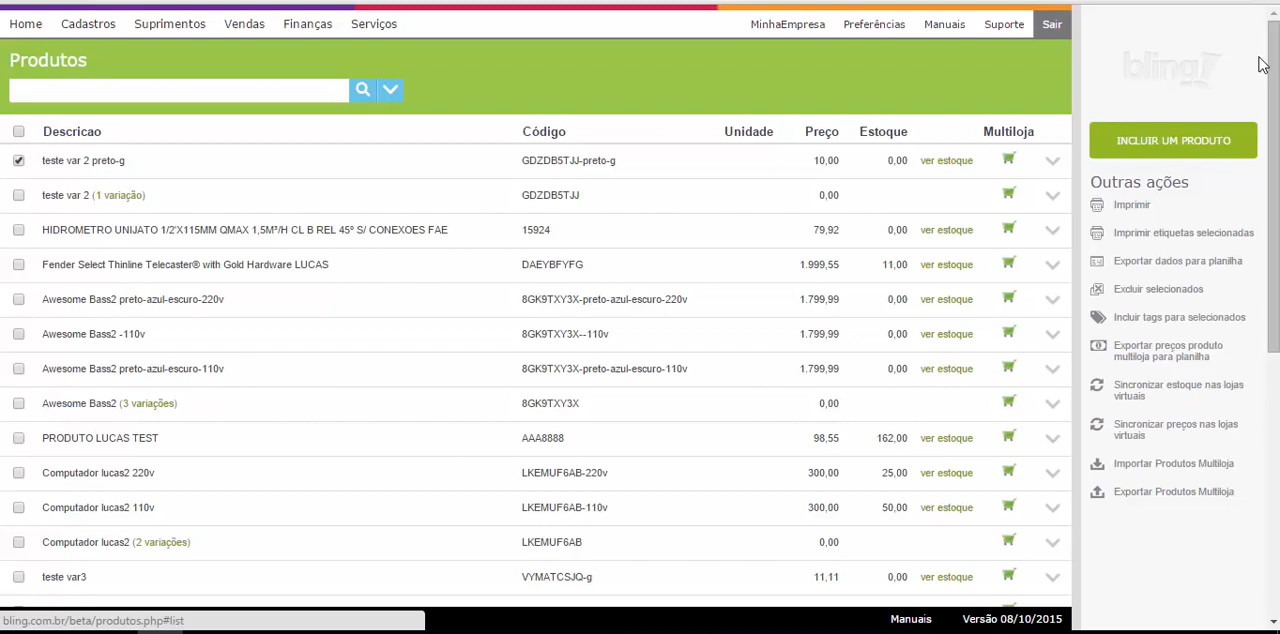 Home Cadastros Suprimentos Vendas Finanças Serviços MinhaEmpresa Preferências Manuais Suporte Sair
Produtos
Descricao Código Unidade Preço Estoque Multiloja
teste var 2 preto-g GDZDB5TJJ-preto-g 10,00 0,00 ver estoque
teste var 2 (1 variação) GDZDB5TJJ 0,00
HIDROMETRO UNIJATO 1/2'X115MM QMAX 1,5M³/H CL B REL 45º S/ CONEXOES FAE 15924 79,92 0,00 ver estoque
Fender Select Thinline Telecaster® with Gold Hardware LUCAS DAEYBFYFG 1.999,55 11,00 ver estoque
Awesome Bass2 preto-azul-escuro-220v 8GK9TXY3X-preto-azul-escuro-220v 1.799,99 0,00 ver estoque
Awesome Bass2 -110v 8GK9TXY3X--110v 1.799,99 0,00 ver estoque
Awesome Bass2 preto-azul-escuro-110v 8GK9TXY3X-preto-azul-escuro-110v 1.799,99 0,00 ver estoque
Awesome Bass2 (3 variações) 8GK9TXY3X 0,00
PRODUTO LUCAS TEST AAA8888 98,55 162,00 ver estoque
Computador lucas2 220v LKEMUF6AB-220v 300,00 25,00 ver estoque
Computador lucas2 110v LKEMUF6AB-110v 300,00 50,00 ver estoque
Computador lucas2 (2 variações) LKEMUF6AB 0,00
teste var3 VYMATCSJQ-g 11,11 0,00 ver estoque
bling.com.br/beta/produtos.php#list
Manuais Versão 08/10/2015
bling
INCLUIR UM PRODUTO
Outras ações
Imprimir
Imprimir etiquetas selecionadas
Exportar dados para planilha
Excluir selecionados
Incluir tags para selecionados
Exportar preços produto
multiloja para planilha
Sincronizar estoque nas lojas
virtuais
Sincronizar preços nas lojas
virtuais
Importar Produtos Multiloja
Exportar Produtos Multiloja